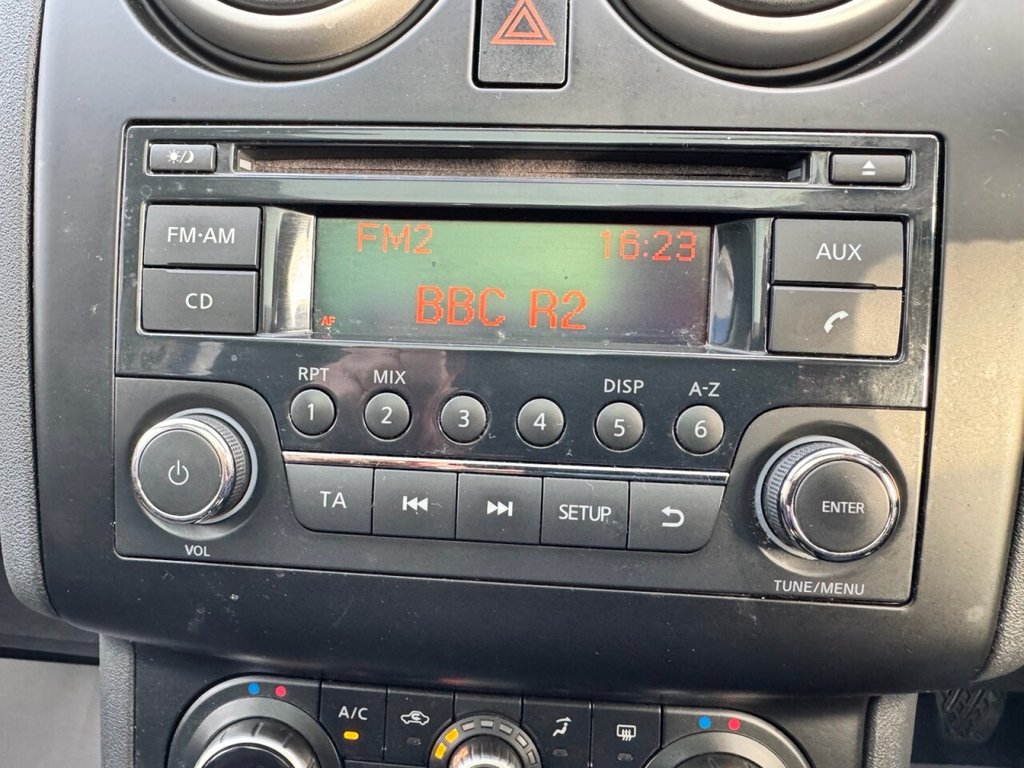 FM·AM
CD
FM2 16:23
AF BBC R2
AUX
RPT MIX DISP A-Z
1 2 3 4 5 6
TA SETUP
VOL
ENTER
TUNE/MENU
A/C